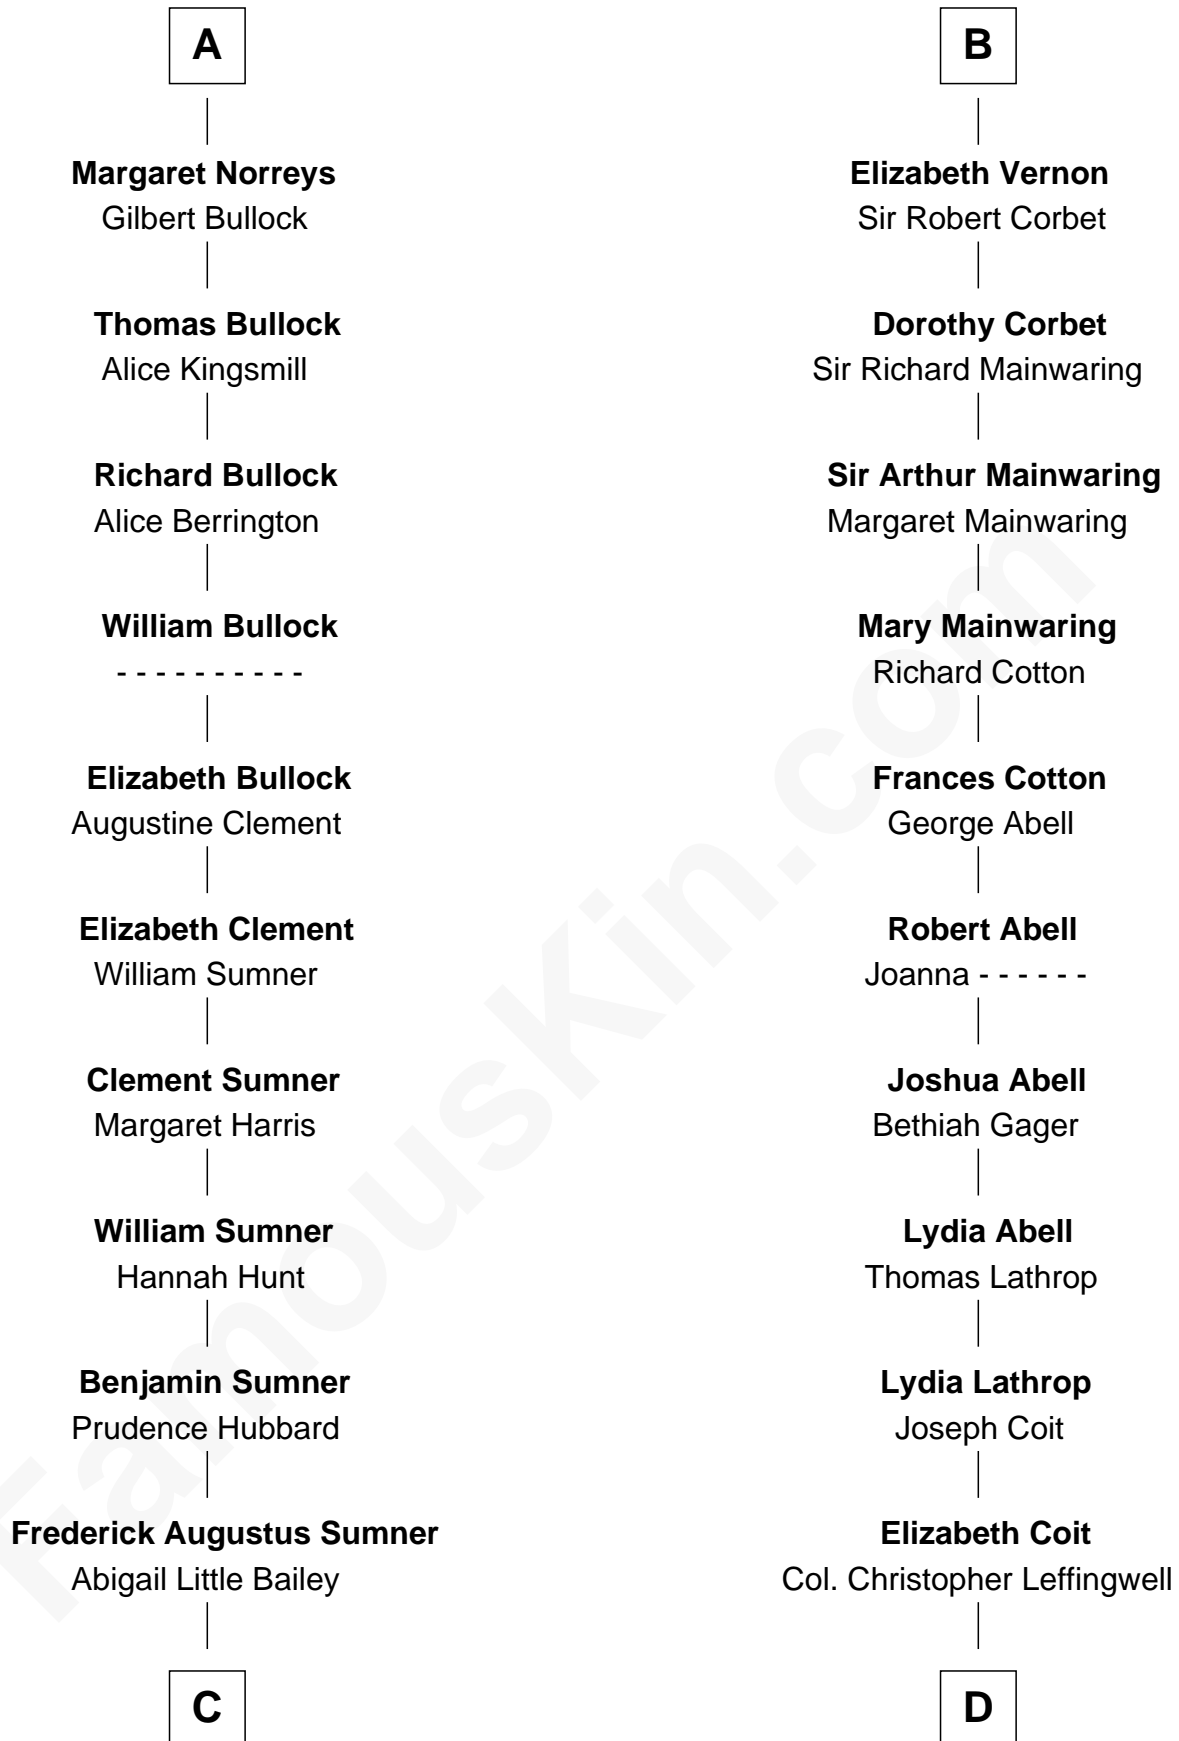 A
Margaret Norreys
Gilbert Bullock
Thomas Bullock
Alice Kingsmill
Richard Bullock
Alice Berrington
William Bullock
- - - - - - - - - -
Elizabeth Bullock
Augustine Clement
Elizabeth Clement
William Sumner
Clement Sumner
Margaret Harris
William Sumner
Hannah Hunt
Benjamin Sumner
Prudence Hubbard
Frederick Augustus Sumner
Abigail Little Bailey
C
B
Elizabeth Vernon
Sir Robert Corbet
Dorothy Corbet
Sir Richard Mainwaring
Sir Arthur Mainwaring
Margaret Mainwaring
Mary Mainwaring
Richard Cotton
Frances Cotton
George Abell
Robert Abell
Joanna - - - - - -
Joshua Abell
Bethiah Gager
Lydia Abell
Thomas Lathrop
Lydia Lathrop
Joseph Coit
Elizabeth Coit
Col. Christopher Leffingwell
D
FamousKin.com